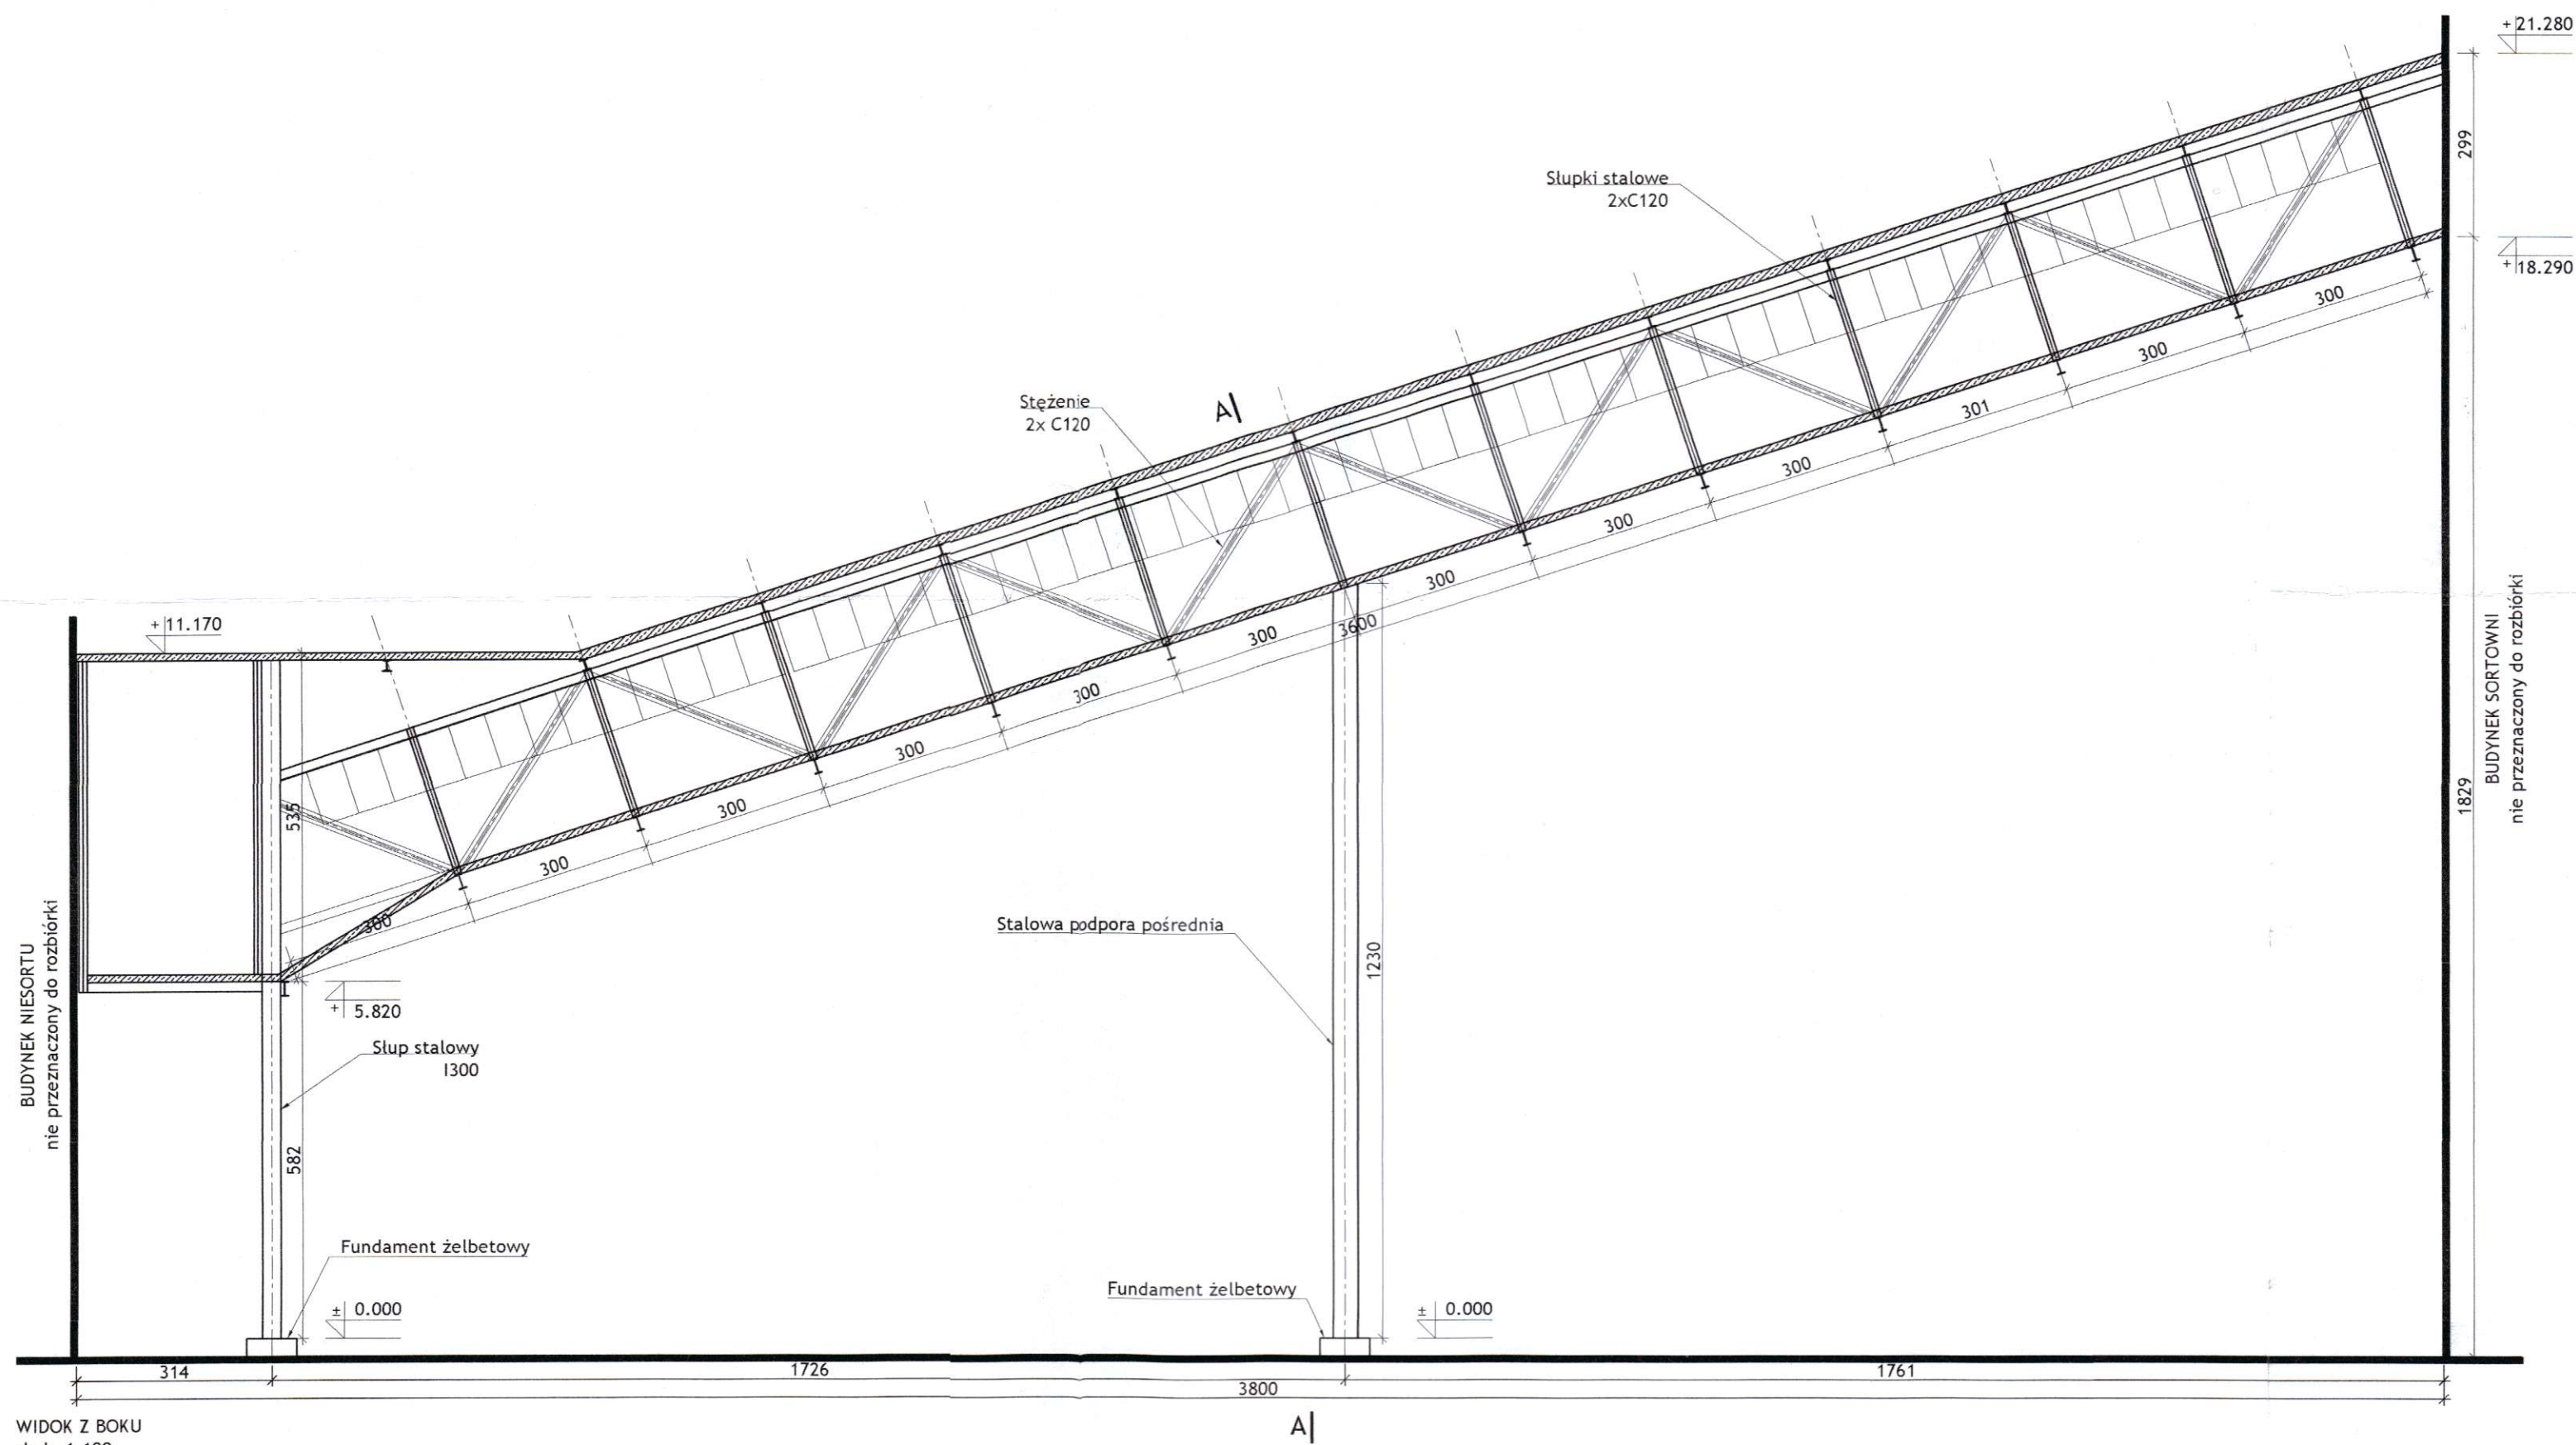 +21.280
299
+18.290
Słupki stalowe
2xC120
Stężenie
2x C120
A
300
300
301
300
300
300
3600
300
300
300
300
300
300
+11.170
535
+5.820
Słup stalowy
I300
582
Stalowa podpora pośrednia
1230
1829
BUDYNEK SORTOWNI
nie przeznaczony do rozbiórki
BUDYNEK NIESORTU
nie przeznaczony do rozbiórki
Fundament żelbetowy
± 0.000
Fundament żelbetowy
± 0.000
314
1726
1761
3800
WIDOK Z BOKU
A